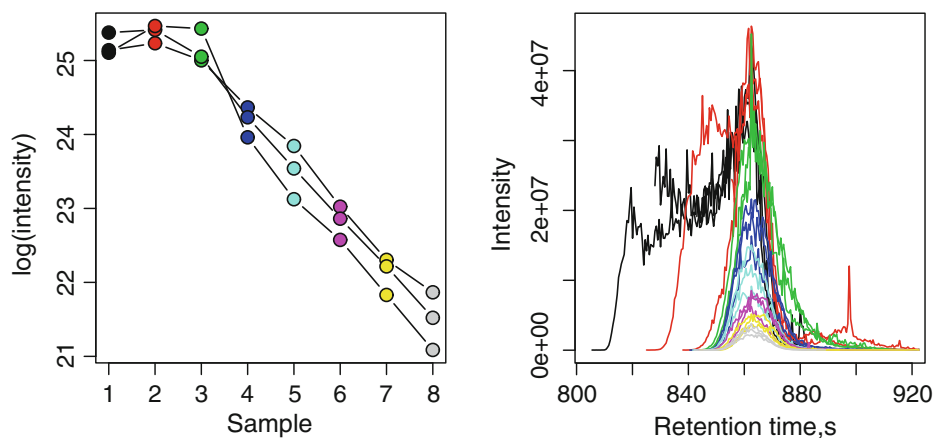 log(intensity)
25
24
23
22
21
1 2 3 4 5 6 7 8
Sample
Intensity
4e+07
2e+07
0e+00
800 840 880 920
Retention time,s